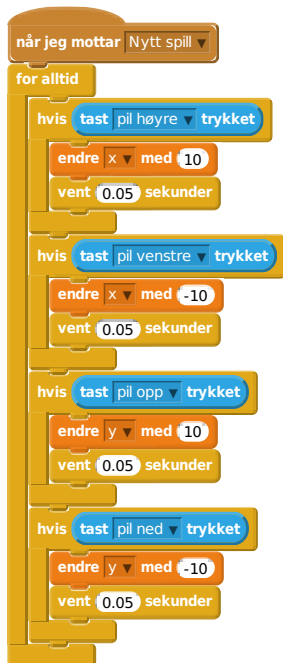 når jeg mottar Nytt spill
for alltid
hvis tast pil høyre trykket
endre x med 10
vent 0.05 sekunder
hvis tast pil venstre trykket
endre x med -10
vent 0.05 sekunder
hvis tast pil opp trykket
endre y med 10
vent 0.05 sekunder
hvis tast pil ned trykket
endre y med -10
vent 0.05 sekunder